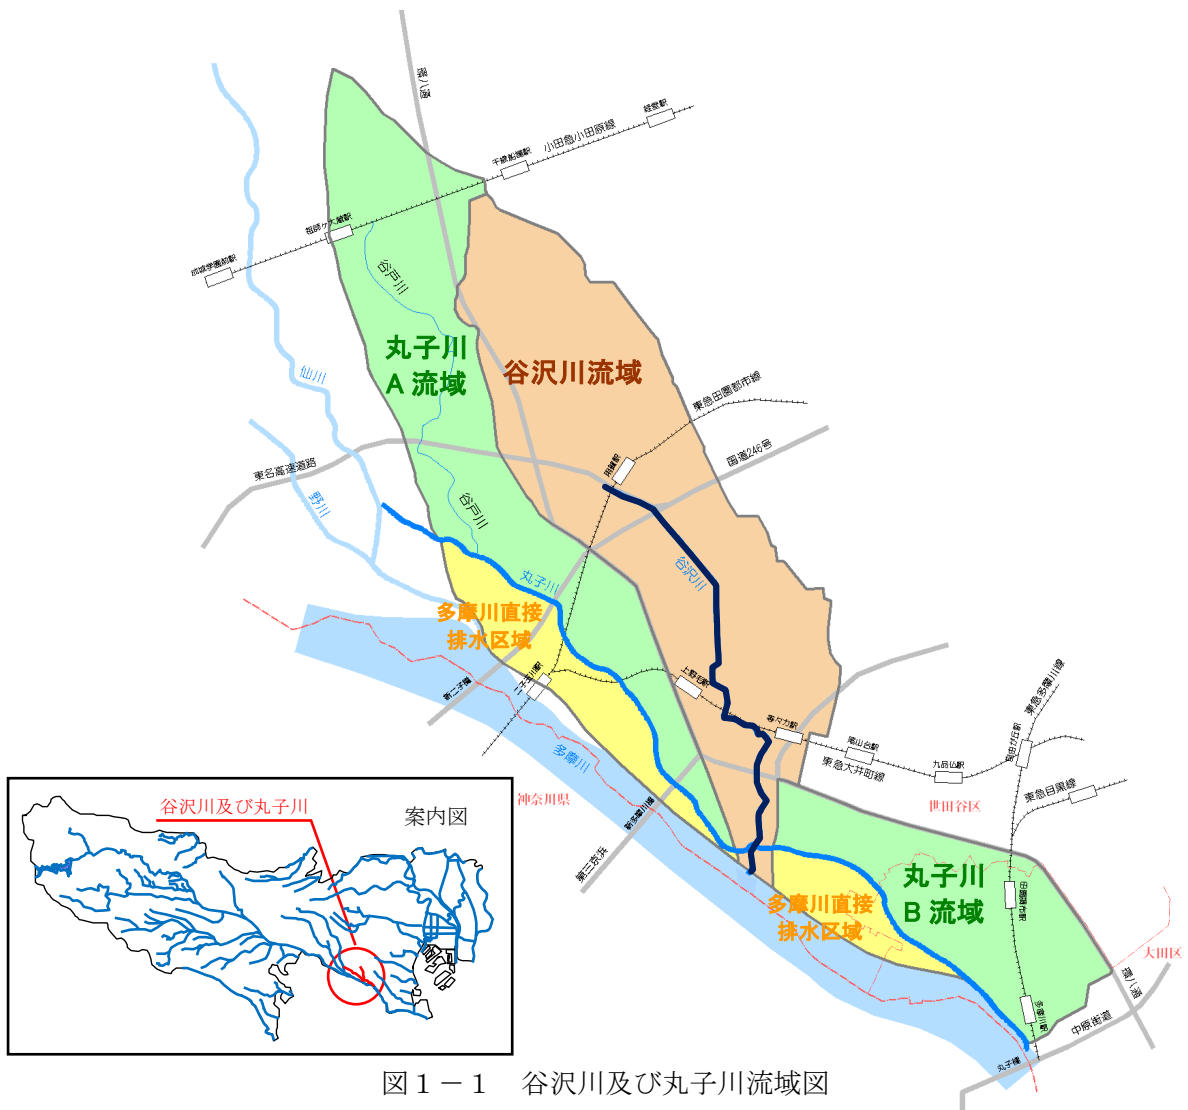 環八通
経堂駅
小田急小田原線
千歳船橋駅
祖師ヶ大蔵駅
成城学園前駅
谷戸川
丸子川
A 流域
谷沢川流域
仙川
東急田園都市線
国道246号
用賀駅
東名高速道路
野川
谷戸川
谷沢川
丸子川
多摩川直接
排水区域
上野毛駅
二子玉川駅
新二子橋
等々力駅
尾山台駅
東急大井町線
九品仏駅
自由が丘駅
東急多摩川線
東急目黒線
多摩川
神奈川県
世田谷区
新多摩川線
第三京浜
丸子川
B 流域
多摩川直接
排水区域
田園調布駅
大田区
環八通
多摩川駅
中原街道
丸子橋
谷沢川及び丸子川
案内図
図１－１　谷沢川及び丸子川流域図